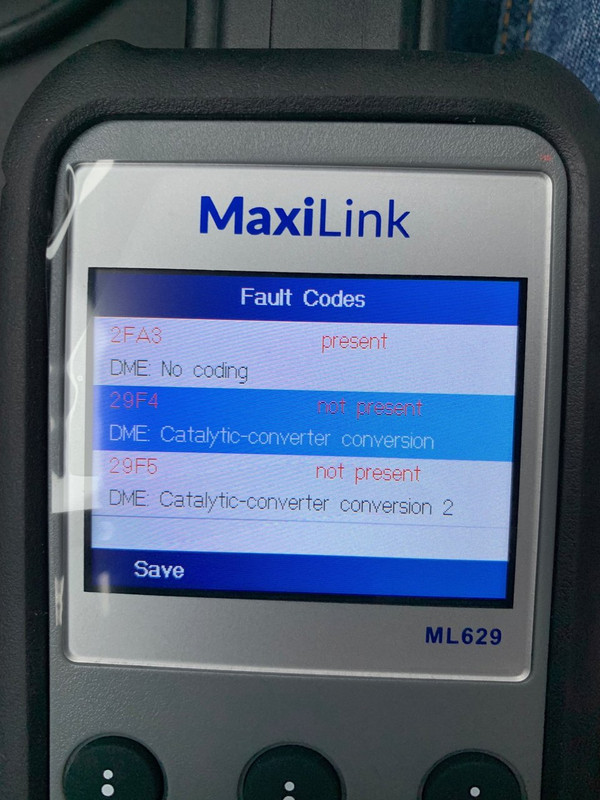 MaxiLink
Fault Codes
2FA3 present
DME: No coding
29F4 not present
DME: Catalytic-converter conversion
29F5 not present
DME: Catalytic-converter conversion 2
Save
ML629